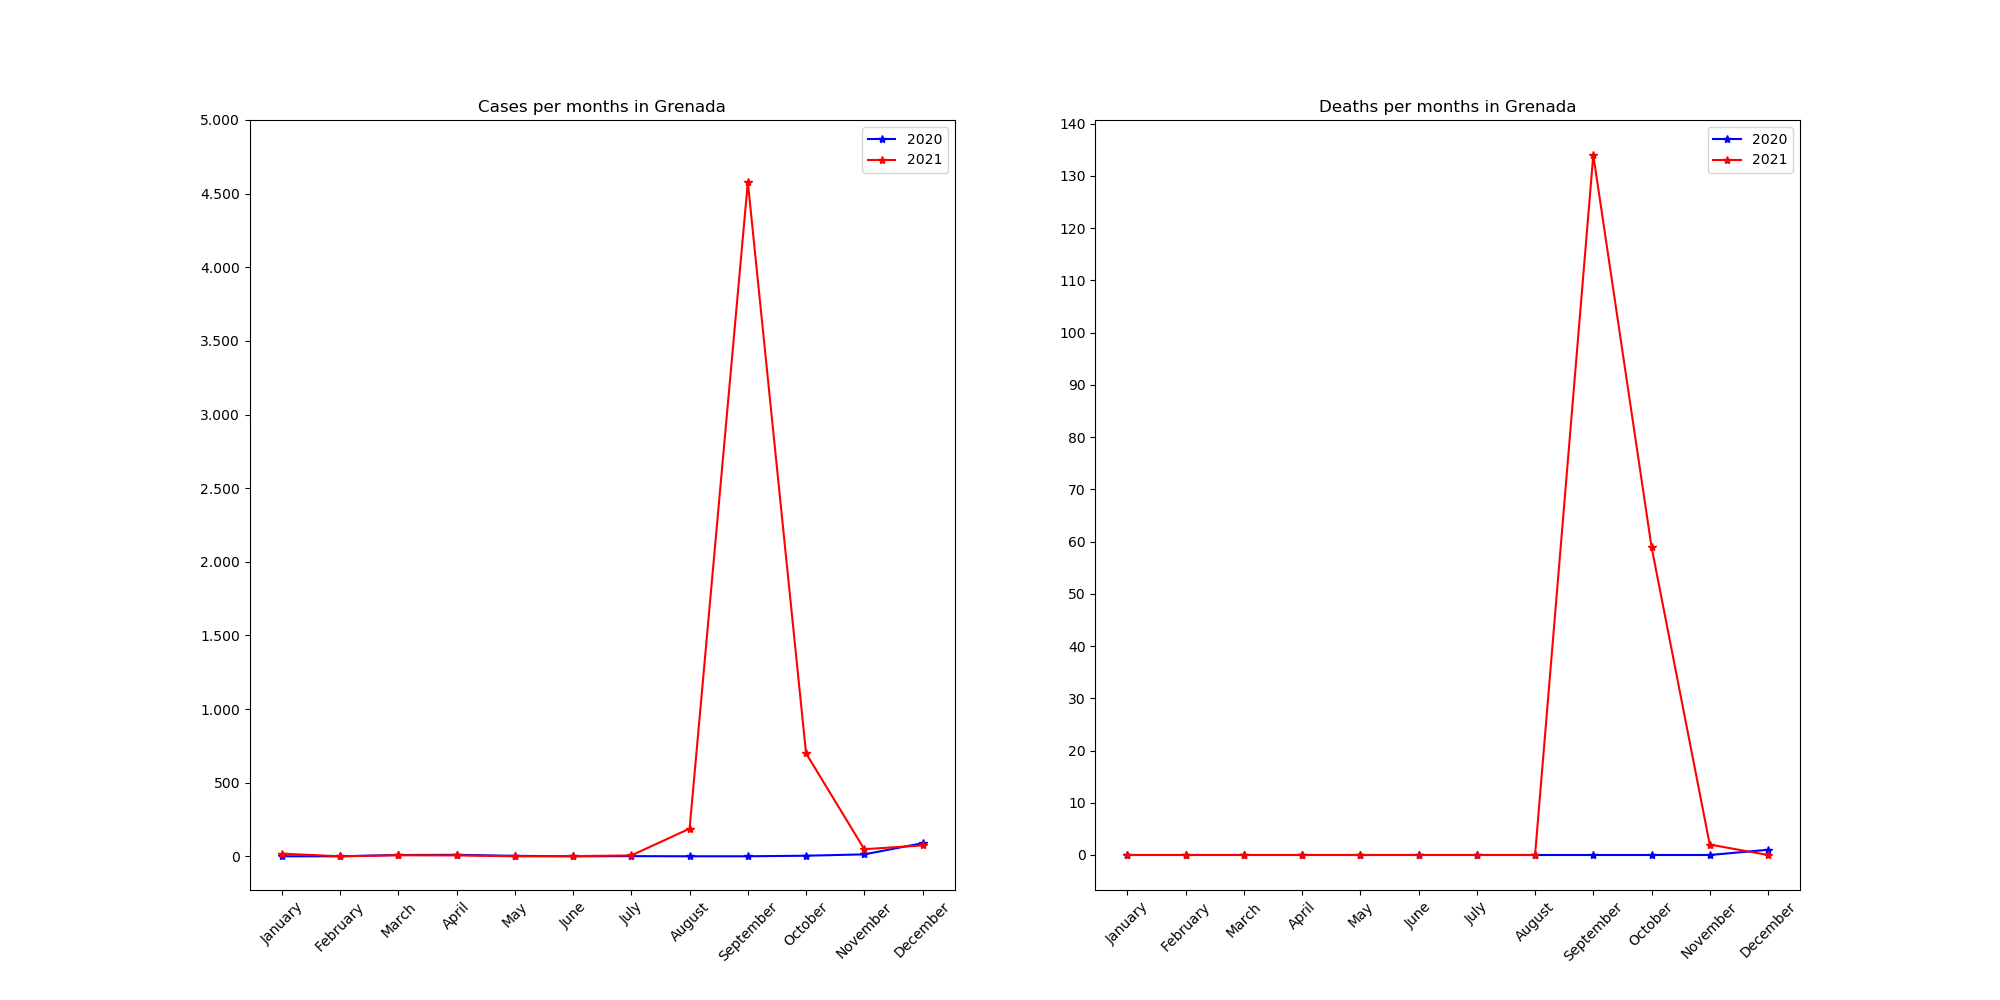 Cases per months in Grenada
5.000
4.500
4.000
3.500
3.000
2.500
2.000
1.500
1.000
500
0
2020
2021
January
February
March
April
May
June
July
August
September
October
November
December
Deaths per months in Grenada
140
130
120
110
100
90
80
70
60
50
40
30
20
10
0
2020
2021
January
February
March
April
May
June
July
August
September
October
November
December